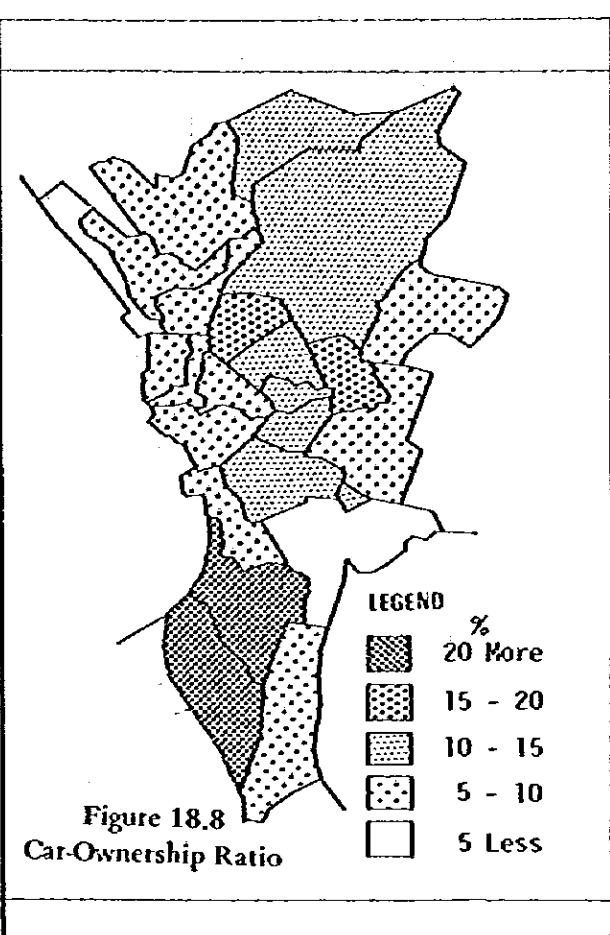 LEGEND
%
20 More
15 - 20
10 - 15
5 - 10
5 Less
Figure 18.8
Car-Ownership Ratio